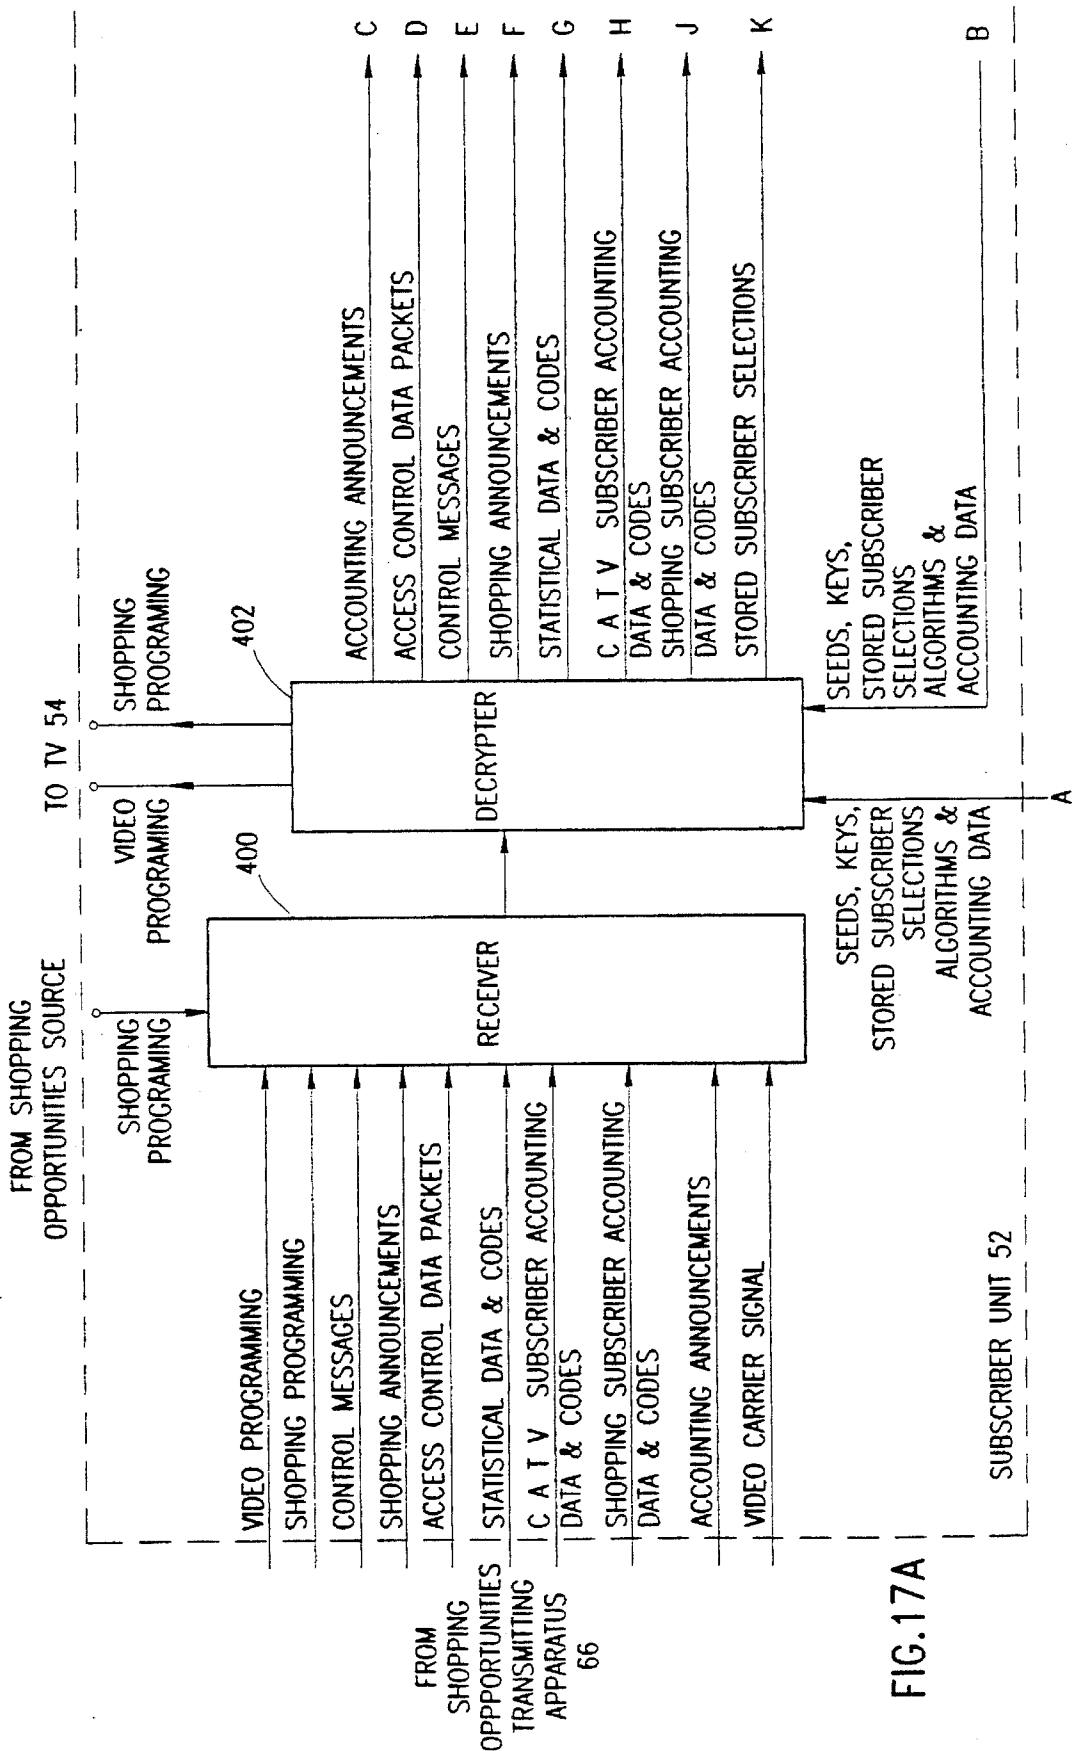 FROM SHOPPING
OPPORTUNITIES SOURCE
TO TV 54
SHOPPING
PROGRAMING
VIDEO
PROGRAMING
SHOPPING
PROGRAMING
400
402
RECEIVER
DECRYPTER
VIDEO PROGRAMMING
SHOPPING PROGRAMMING
CONTROL MESSAGES
SHOPPING ANNOUNCEMENTS
ACCESS CONTROL DATA PACKETS
STATISTICAL DATA & CODES
C A T V SUBSCRIBER ACCOUNTING
DATA & CODES
SHOPPING SUBSCRIBER ACCOUNTING
DATA & CODES
ACCOUNTING ANNOUNCEMENTS
VIDEO CARRIER SIGNAL
FROM
SHOPPING
OPPPORTUNITIES
TRANSMITTING
APPARATUS
66
ACCOUNTING ANNOUNCEMENTS
C
ACCESS CONTROL DATA PACKETS
D
CONTROL MESSAGES
E
SHOPPING ANNOUNCEMENTS
F
STATISTICAL DATA & CODES
G
C A T V SUBSCRIBER ACCOUNTING
DATA & CODES
H
SHOPPING SUBSCRIBER ACCOUNTING
DATA & CODES
J
STORED SUBSCRIBER SELECTIONS
K
SEEDS, KEYS,
STORED SUBSCRIBER
SELECTIONS
ALGORITHMS &
ACCOUNTING DATA
A
SEEDS, KEYS,
STORED SUBSCRIBER
SELECTIONS
ALGORITHMS &
ACCOUNTING DATA
B
SUBSCRIBER UNIT 52
FIG.17A